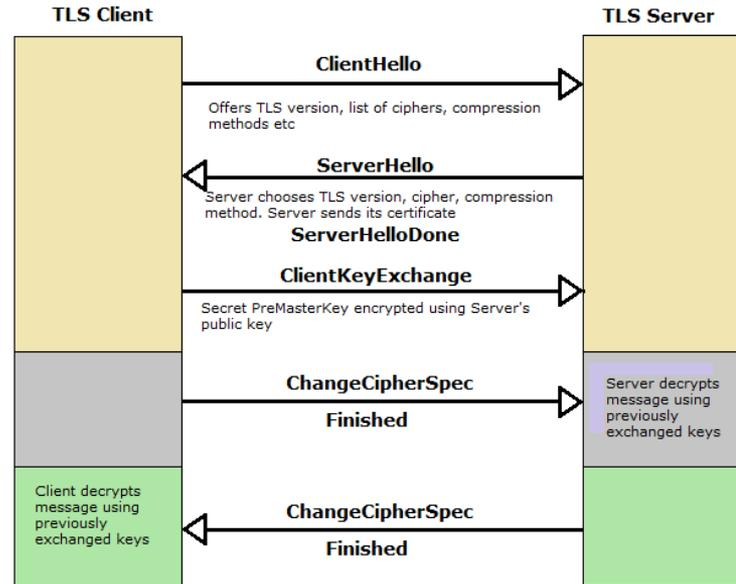 TLS Client
TLS Server
ClientHello
Offers TLS version, list of ciphers, compression
methods etc
ServerHello
Server chooses TLS version, cipher, compression
method. Server sends its certificate
ServerHelloDone
ClientKeyExchange
Secret PreMasterKey encrypted using Server's
public key
ChangeCipherSpec
Finished
Server decrypts
message using
previously
exchanged keys
Client decrypts
message using
previously
exchanged keys
ChangeCipherSpec
Finished